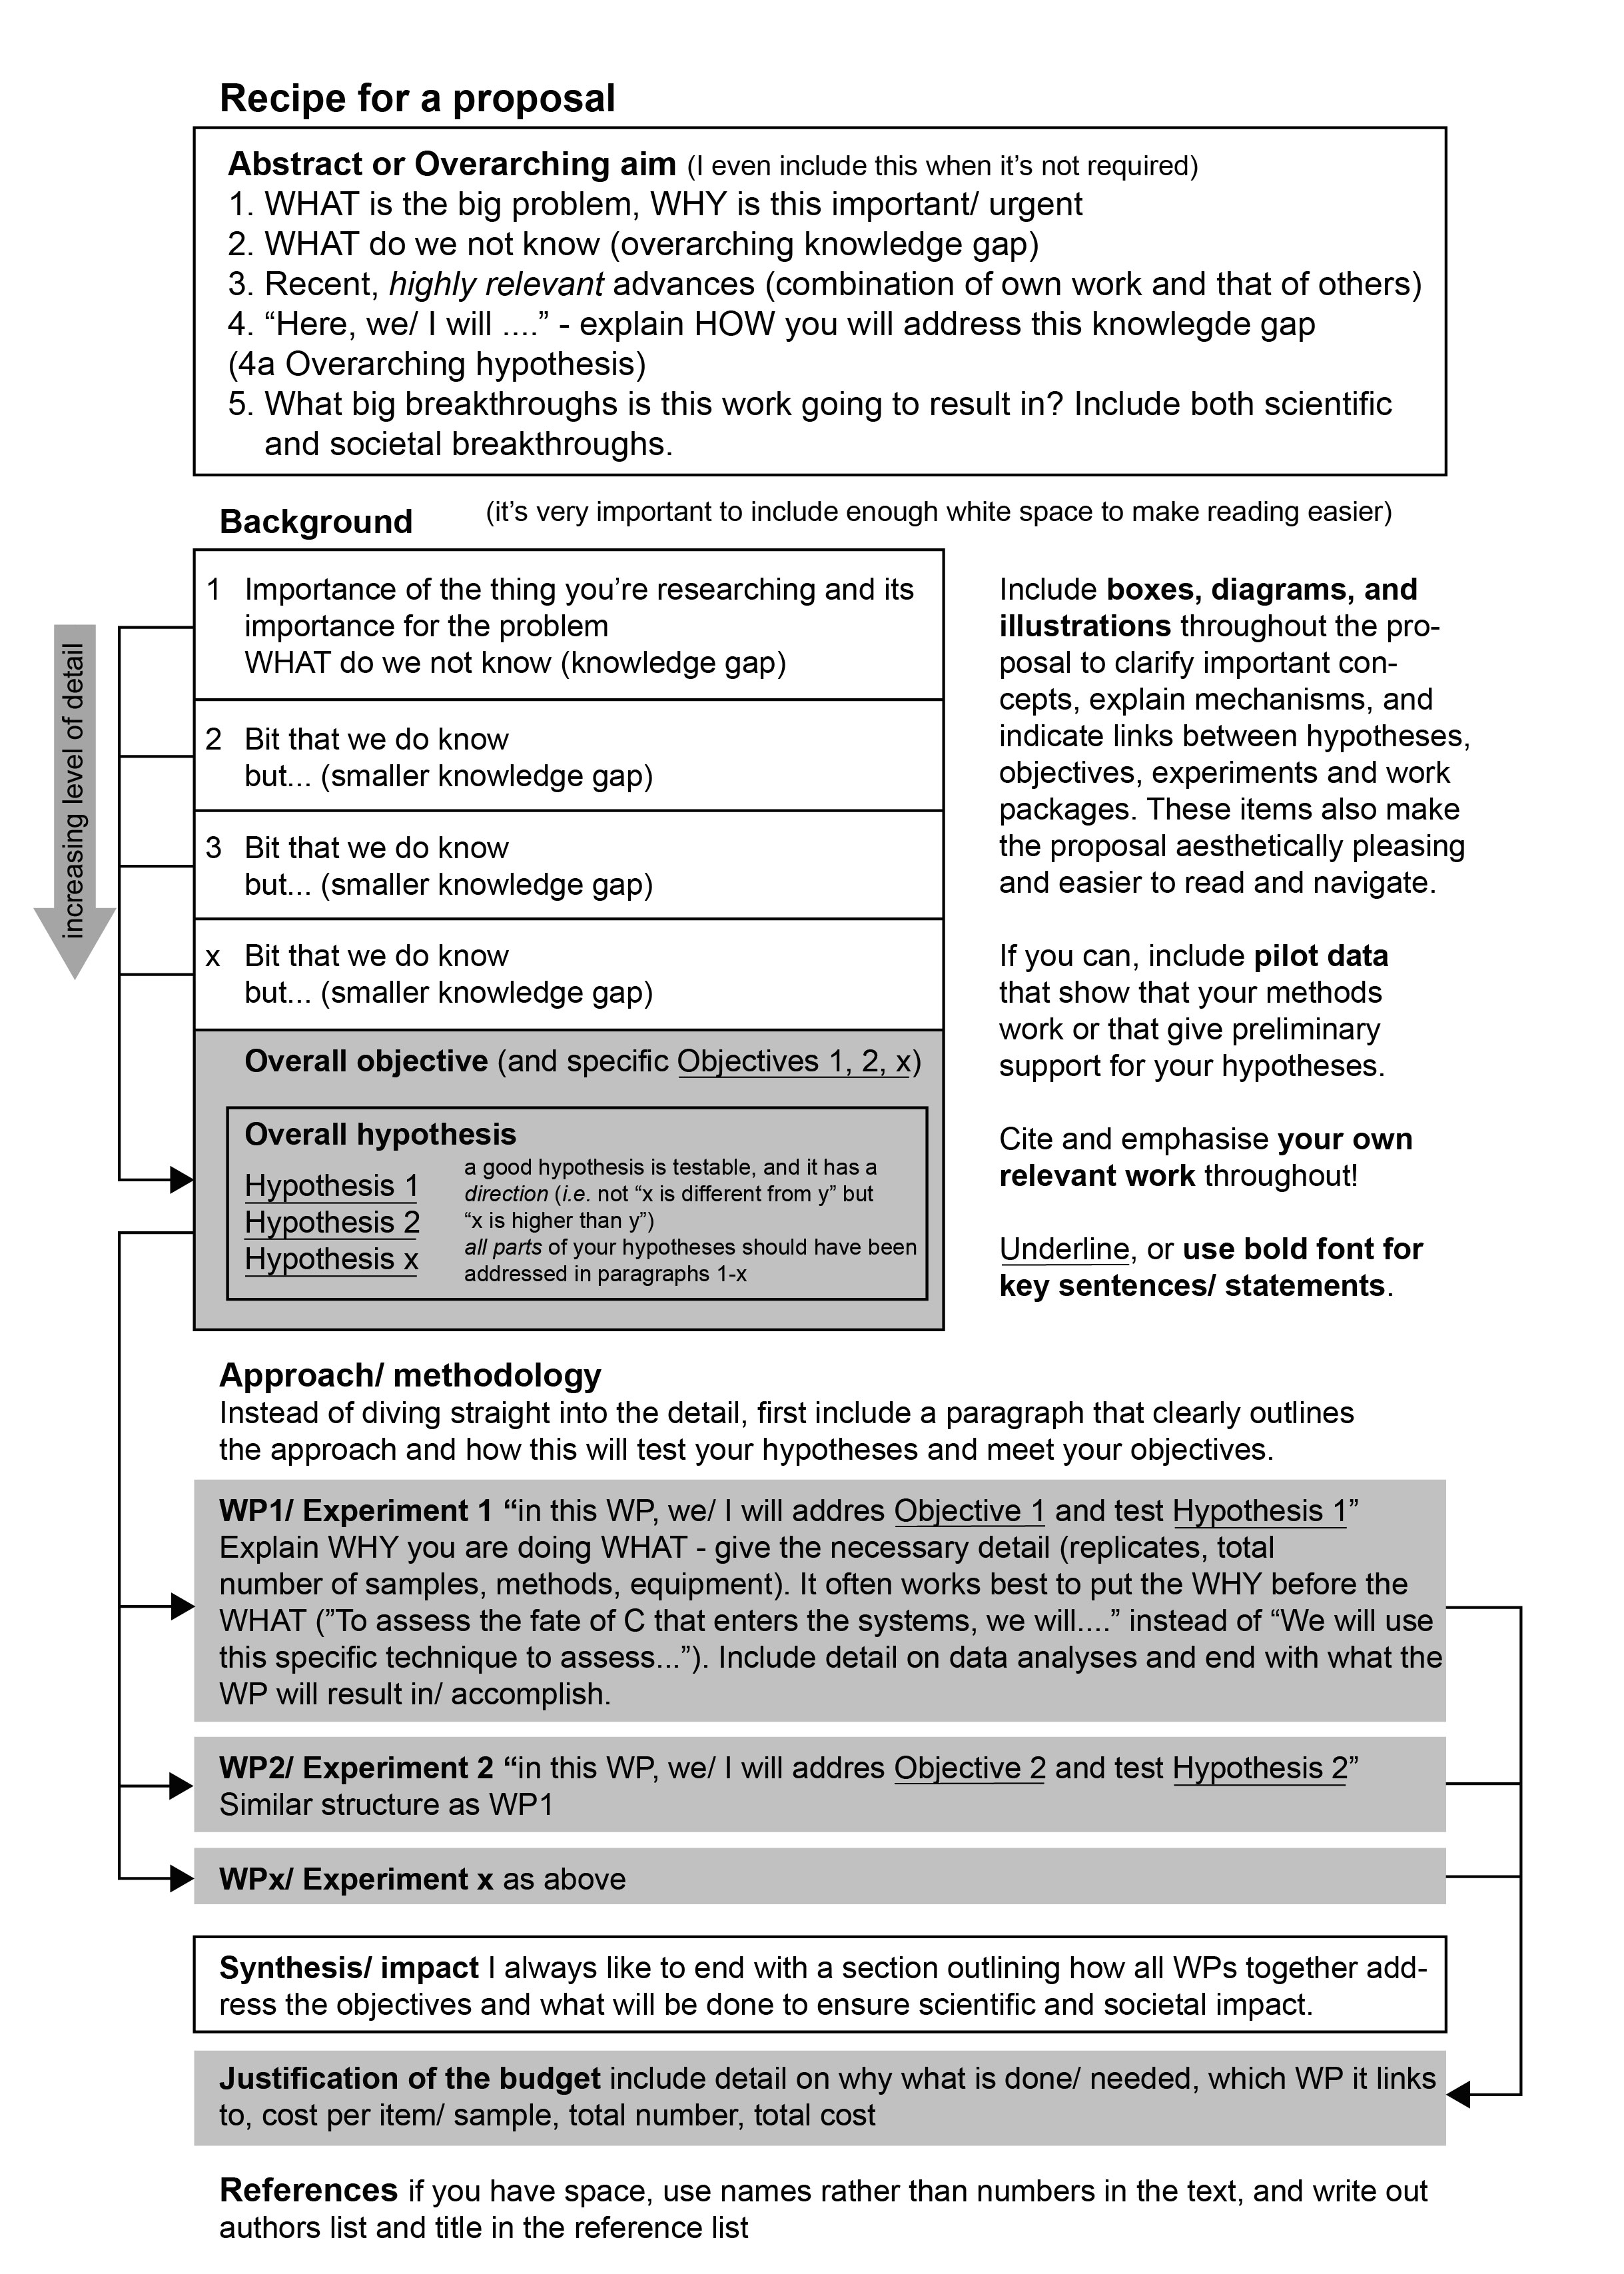 Recipe for a proposal
Abstract or Overarching aim (I even include this when it's not required)
1. WHAT is the big problem, WHY is this important/ urgent
2. WHAT do we not know (overarching knowledge gap)
3. Recent, highly relevant advances (combination of own work and that of others)
4. “Here, we/ I will ....” - explain HOW you will address this knowlegde gap
(4a Overarching hypothesis)
5. What big breakthroughs is this work going to result in? Include both scientific
and societal breakthroughs.
Background
(it's very important to include enough white space to make reading easier)
increasing level of detail
1 Importance of the thing you're researching and its
importance for the problem
WHAT do we not know (knowledge gap)
2 Bit that we do know
but... (smaller knowledge gap)
3 Bit that we do know
but... (smaller knowledge gap)
x Bit that we do know
but... (smaller knowledge gap)
Overall objective (and specific Objectives 1, 2, x)
Overall hypothesis
Hypothesis 1
Hypothesis 2
Hypothesis x
a good hypothesis is testable, and it has a
direction (i.e. not “x is different from y” but
“x is higher than y”)
all parts of your hypotheses should have been
addressed in paragraphs 1-x
Include boxes, diagrams, and
illustrations throughout the pro-
posal to clarify important con-
cepts, explain mechanisms, and
indicate links between hypotheses,
objectives, experiments and work
packages. These items also make
the proposal aesthetically pleasing
and easier to read and navigate.
If you can, include pilot data
that show that your methods
work or that give preliminary
support for your hypotheses.
Cite and emphasise your own
relevant work throughout!
Underline, or use bold font for
key sentences/ statements.
Approach/ methodology
Instead of diving straight into the detail, first include a paragraph that clearly outlines
the approach and how this will test your hypotheses and meet your objectives.
WP1/ Experiment 1 “in this WP, we/ I will addres Objective 1 and test Hypothesis 1”
Explain WHY you are doing WHAT - give the necessary detail (replicates, total
number of samples, methods, equipment). It often works best to put the WHY before the
WHAT (”To assess the fate of C that enters the systems, we will....” instead of “We will use
this specific technique to assess...”). Include detail on data analyses and end with what the
WP will result in/ accomplish.
WP2/ Experiment 2 “in this WP, we/ I will addres Objective 2 and test Hypothesis 2”
Similar structure as WP1
WPx/ Experiment x as above
Synthesis/ impact I always like to end with a section outlining how all WPs together add-
ress the objectives and what will be done to ensure scientific and societal impact.
Justification of the budget include detail on why what is done/ needed, which WP it links
to, cost per item/ sample, total number, total cost
References if you have space, use names rather than numbers in the text, and write out
authors list and title in the reference list